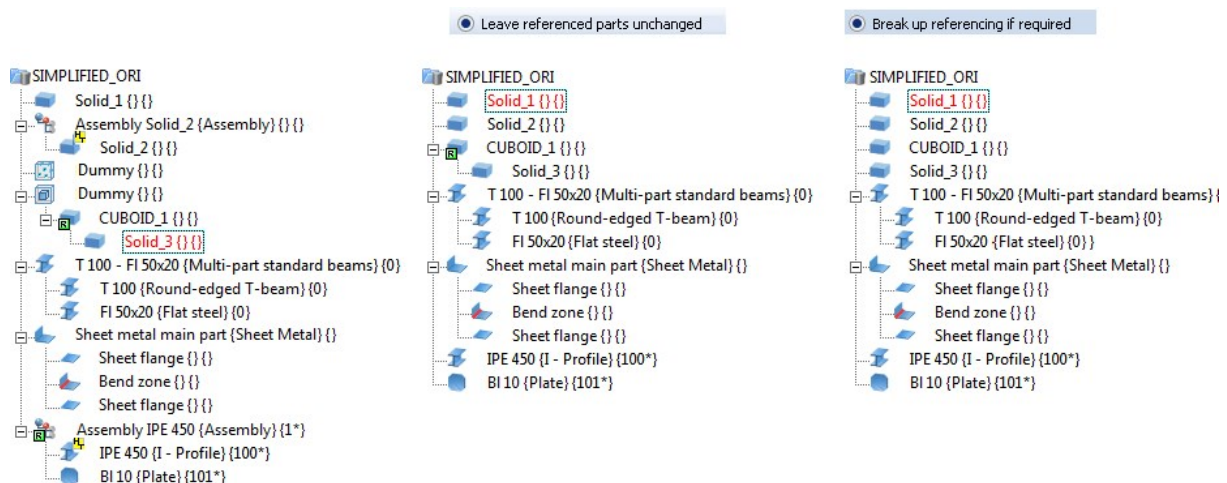 Leave referenced parts unchanged
Break up referencing if required
SIMPLIFIED_ORI
Solid_1 {} {}
Assembly Solid_2 {Assembly} {} {}
Solid_2 {} {}
Dummy {} {}
Dummy {} {}
CUBOID_1 {} {}
R
Solid_3 {} {}
T 100 - Fl 50x20 {Multi-part standard beams} {0}
T 100 {Round-edged T-beam} {0}
Fl 50x20 {Flat steel} {0}
Sheet metal main part {Sheet Metal} {}
Sheet flange {} {}
Bend zone {} {}
Sheet flange {} {}
Assembly IPE 450 {Assembly} {1*}
R
IPE 450 {I - Profile} {100*}
Bl 10 {Plate} {101*}
SIMPLIFIED_ORI
Solid_1 {} {}
Solid_2 {} {}
CUBOID_1 {} {}
R
Solid_3 {} {}
T 100 - Fl 50x20 {Multi-part standard beams} {0}
T 100 {Round-edged T-beam} {0}
Fl 50x20 {Flat steel} {0}
Sheet metal main part {Sheet Metal} {}
Sheet flange {} {}
Bend zone {} {}
Sheet flange {} {}
IPE 450 {I - Profile} {100*}
Bl 10 {Plate} {101*}
SIMPLIFIED_ORI
Solid_1 {} {}
Solid_2 {} {}
CUBOID_1 {} {}
Solid_3 {} {}
T 100 - Fl 50x20 {Multi-part standard beams} {
T 100 {Round-edged T-beam} {0}
Fl 50x20 {Flat steel} {0} }
Sheet metal main part {Sheet Metal} {}
Sheet flange {} {}
Bend zone {} {}
Sheet flange {} {}
IPE 450 {I - Profile} {100*}
Bl 10 {Plate} {101*}